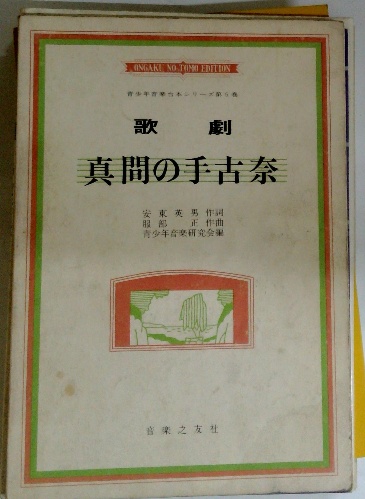 ONGAKU NO TOMO EDITION
青少年音楽台本シリーズ第5巻
歌劇
真間の手古奈
安東英男作詞
服部正作曲
青少年音楽研究会編
音楽之友社